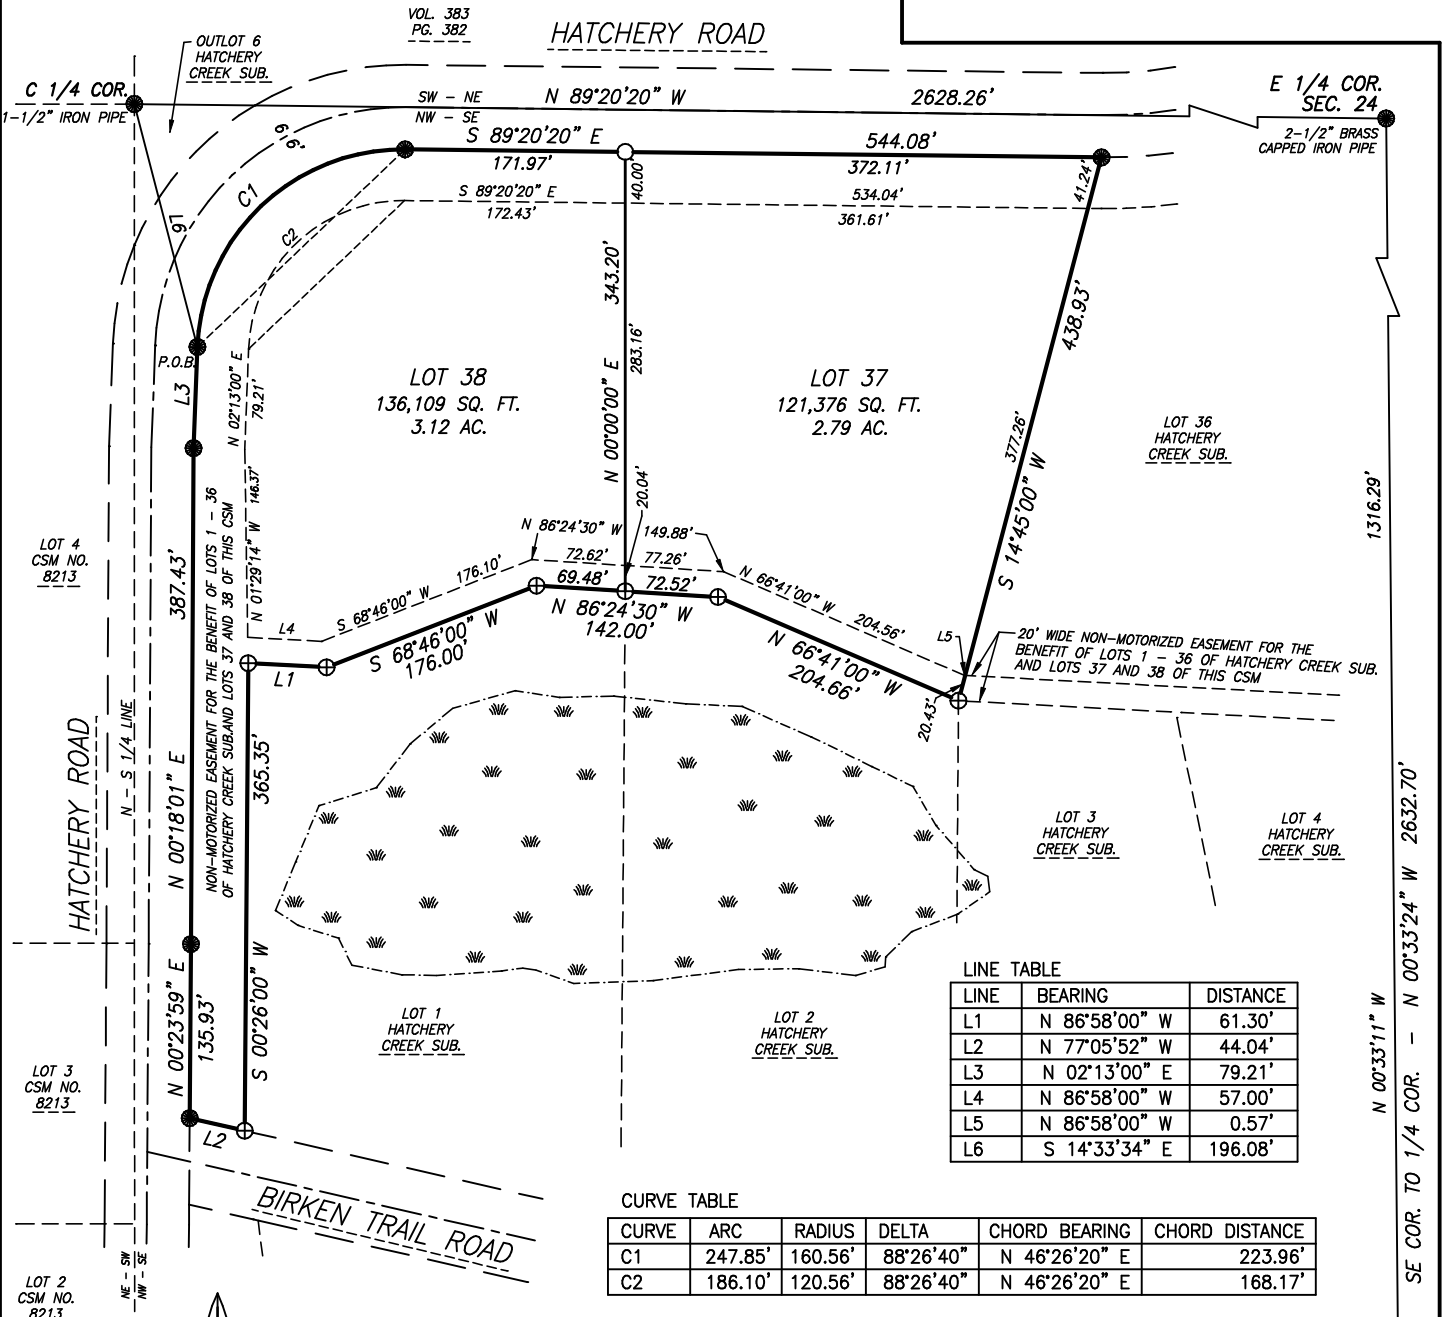 VOL. 383
PG. 382
HATCHERY ROAD
OUTLOT 6
HATCHERY
CREEK SUB.
C 1/4 COR.
1-1/2" IRON PIPE
SW - NE
NW - SE
N 89°20'20" W
2628.26'
E 1/4 COR.
SEC. 24
2-1/2" BRASS
CAPPED IRON PIPE
66'
C1
L6
S 89°20'20" E
171.97'
544.08'
372.11'
40.00'
41.24'
S 89°20'20" E
172.43'
534.04'
361.61'
C2
P.O.B.
L3
N 02°13'00" E
79.21'
343.20'
283.16'
N 00°00'00" E
438.93'
377.26'
S 14°45'00" W
LOT 38
136,109 SQ. FT.
3.12 AC.
LOT 37
121,376 SQ. FT.
2.79 AC.
LOT 36
HATCHERY
CREEK SUB.
1316.29'
LOT 4
CSM NO.
8213
387.43'
N 00°18'01" E
NON-MOTORIZED EASEMENT FOR THE BENEFIT OF LOTS 1 - 36
OF HATCHERY CREEK SUB.AND LOTS 37 AND 38 OF THIS CSM
N 01°29'14" W 146.37'
L4
S 68°46'00" W
176.10'
N 86°24'30" W
149.88'
20.04'
72.62'
77.26'
N 66°41'00" W
204.56'
L5
69.48'
72.52'
N 86°24'30" W
142.00'
S 68°46'00" W
176.00'
L1
N 66°41'00" W
204.66'
20.43'
20' WIDE NON-MOTORIZED EASEMENT FOR THE
BENEFIT OF LOTS 1 - 36 OF HATCHERY CREEK SUB.
AND LOTS 37 AND 38 OF THIS CSM
HATCHERY ROAD
N - S 1/4 LINE
365.35'
S 00°26'00" W
LOT 3
HATCHERY
CREEK SUB.
LOT 4
HATCHERY
CREEK SUB.
N 00°23'59" E
135.93'
LOT 1
HATCHERY
CREEK SUB.
LOT 2
HATCHERY
CREEK SUB.
LOT 3
CSM NO.
8213
L2
BIRKEN TRAIL ROAD
NE - SW
NW - SE
LOT 2
CSM NO.
8213
N 00°33'11" W
SE COR. TO 1/4 COR. - N 00°33'24" W 2632.70'
LINE TABLE
LINE BEARING DISTANCE
L1 N 86°58'00" W 61.30'
L2 N 77°05'52" W 44.04'
L3 N 02°13'00" E 79.21'
L4 N 86°58'00" W 57.00'
L5 N 86°58'00" W 0.57'
L6 S 14°33'34" E 196.08'
CURVE TABLE
CURVE ARC RADIUS DELTA CHORD BEARING CHORD DISTANCE
C1 247.85' 160.56' 88°26'40" N 46°26'20" E 223.96'
C2 186.10' 120.56' 88°26'40" N 46°26'20" E 168.17'